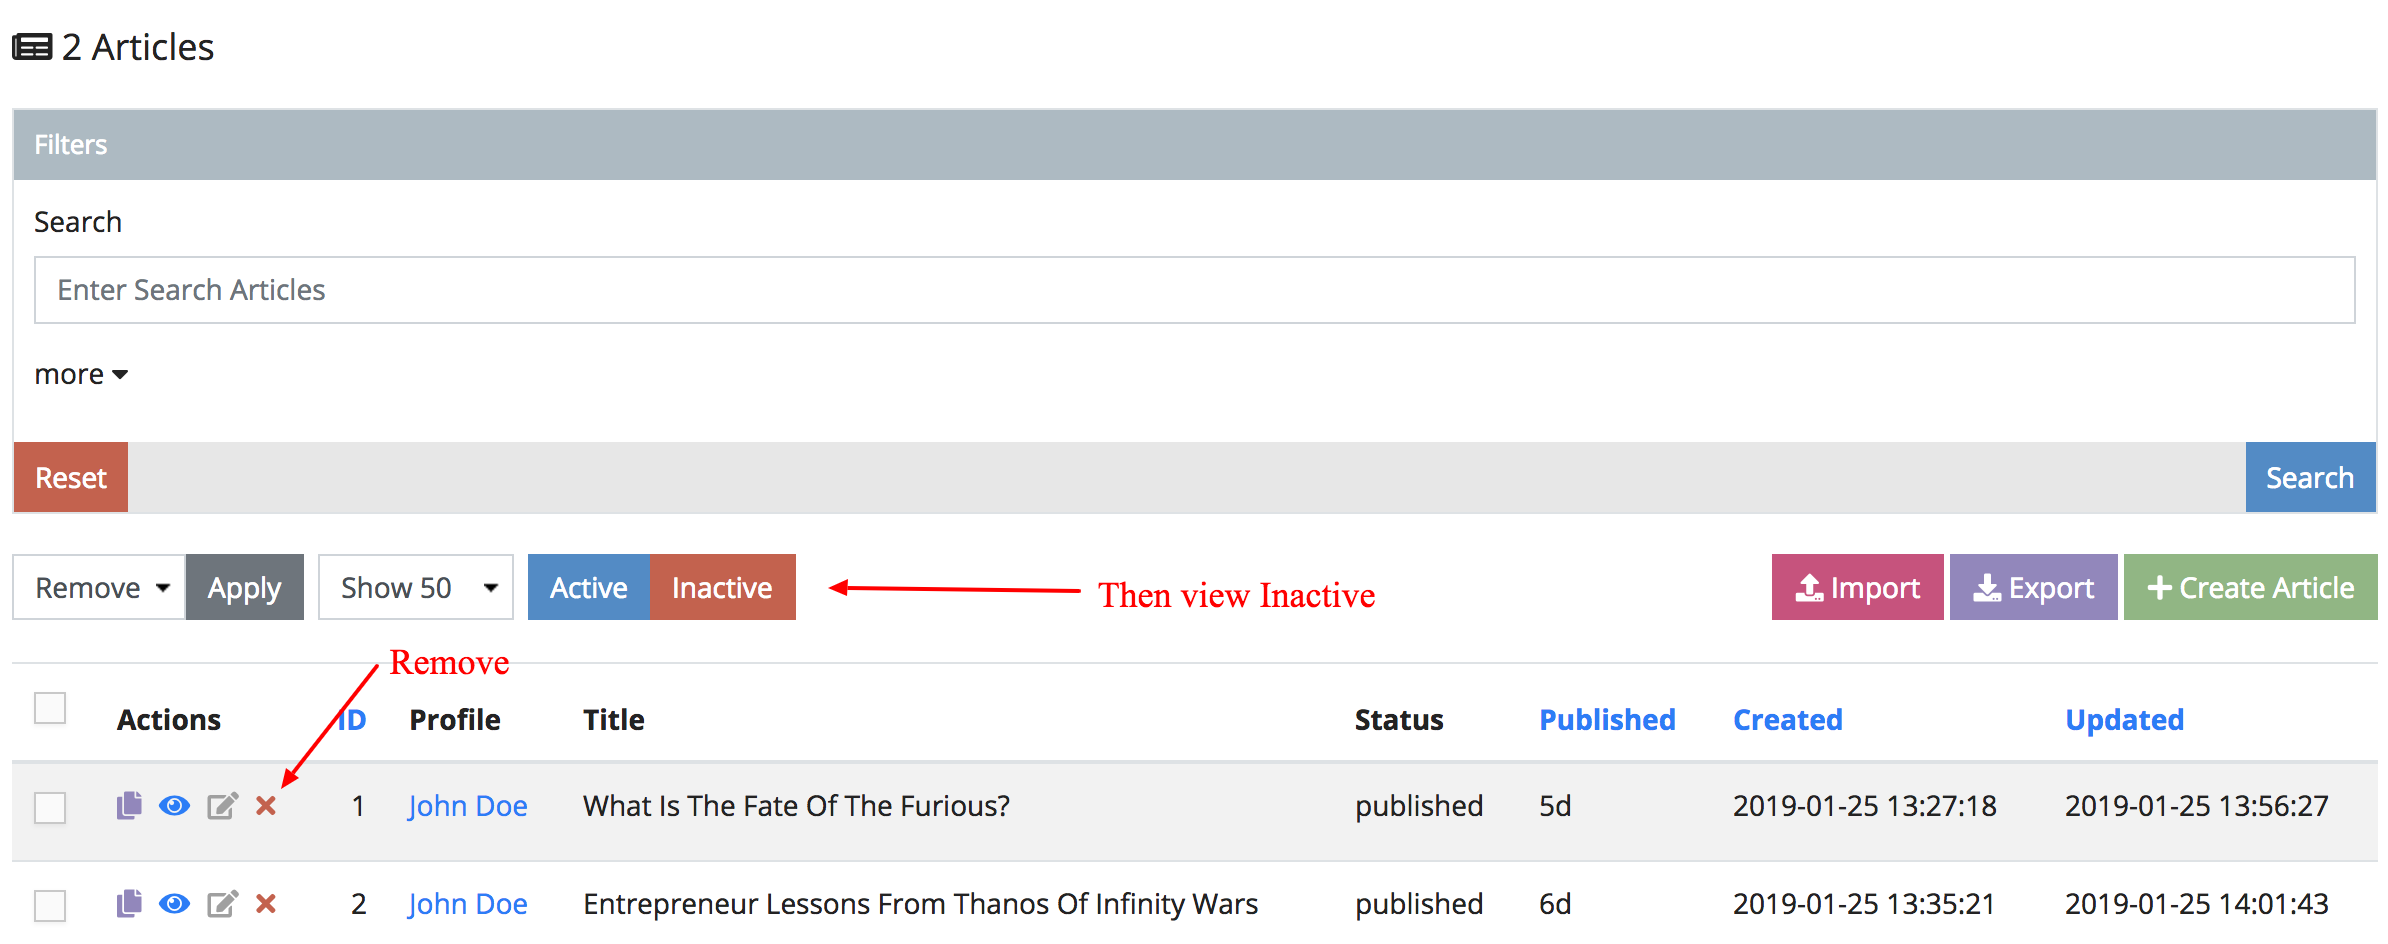 2 Articles
Filters
Search
Enter Search Articles
more
Reset Search
Remove Apply Show 50 Active Inactive Then view Inactive Import Export Create Article
Remove
Actions ID Profile Title Status Published Created Updated
1 John Doe What Is The Fate Of The Furious? published 5d 2019-01-25 13:27:18 2019-01-25 13:56:27
2 John Doe Entrepreneur Lessons From Thanos Of Infinity Wars published 6d 2019-01-25 13:35:21 2019-01-25 14:01:43